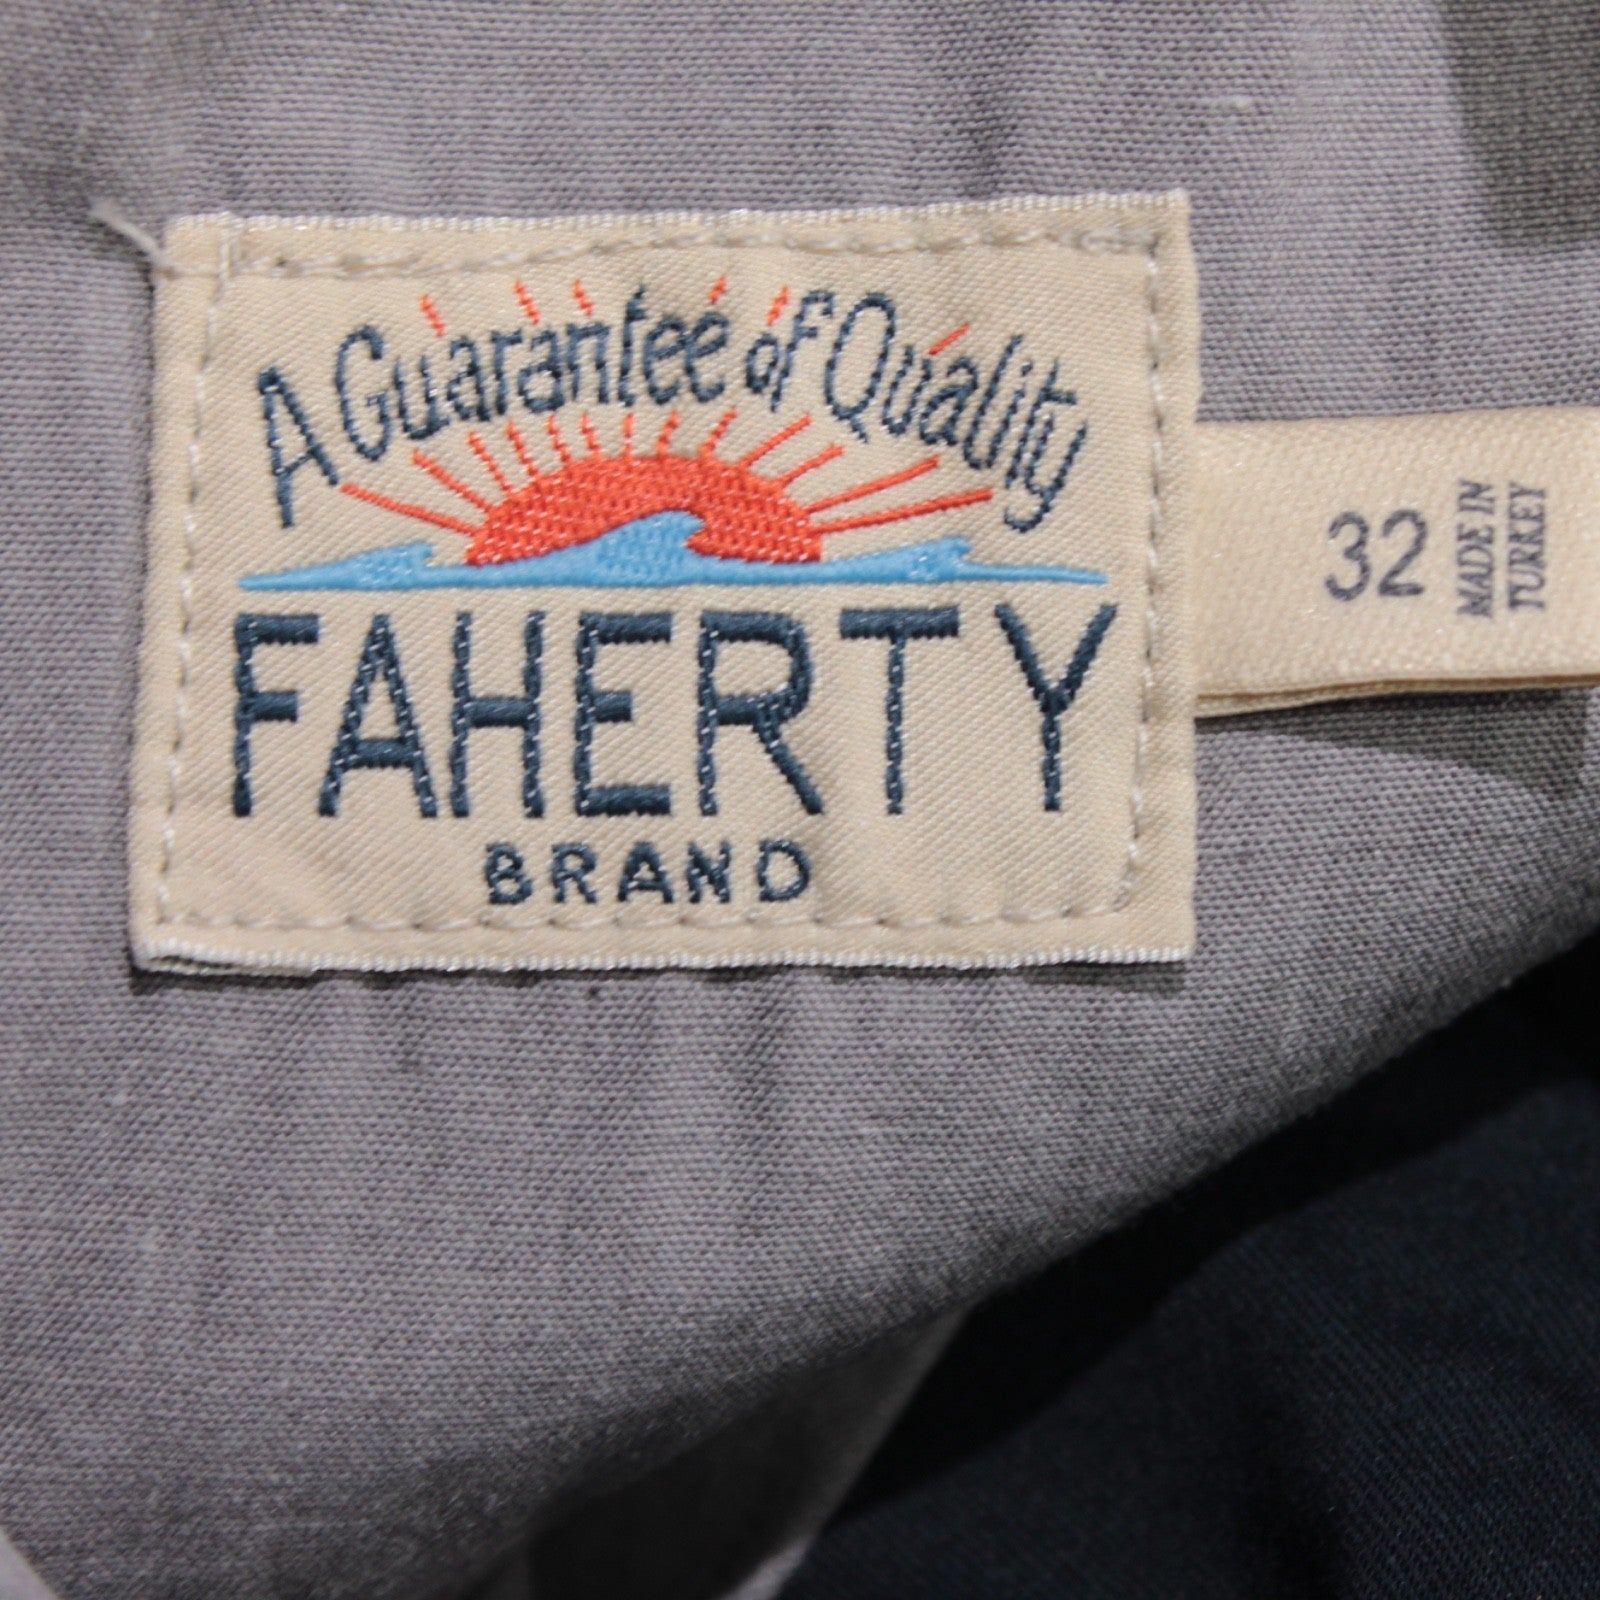 A Guarantee of Quality
FAHERTY
BRAND
32
MADE IN
TURKEY